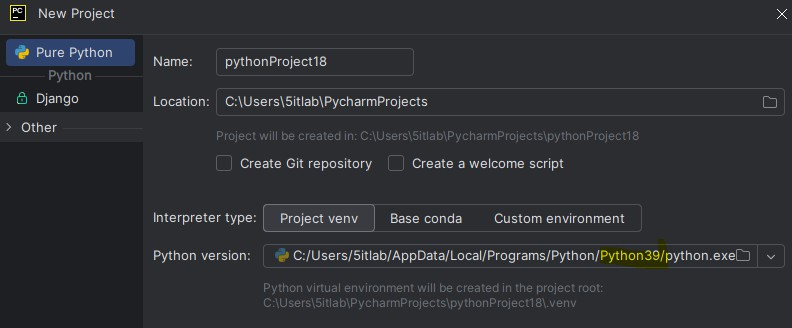 PC New Project
Pure Python
Python
Django
Other
Name: pythonProject18
Location: C:\Users\5itlab\PycharmProjects
Project will be created in: C:\Users\5itlab\PycharmProjects\pythonProject18
Create Git repository Create a welcome script
Interpreter type: Project venv Base conda Custom environment
Python version: C:/Users/5itlab/AppData/Local/Programs/Python/Python39/python.exe
Python virtual environment will be created in the project root:
C:\Users\5itlab\PycharmProjects\pythonProject18\.venv